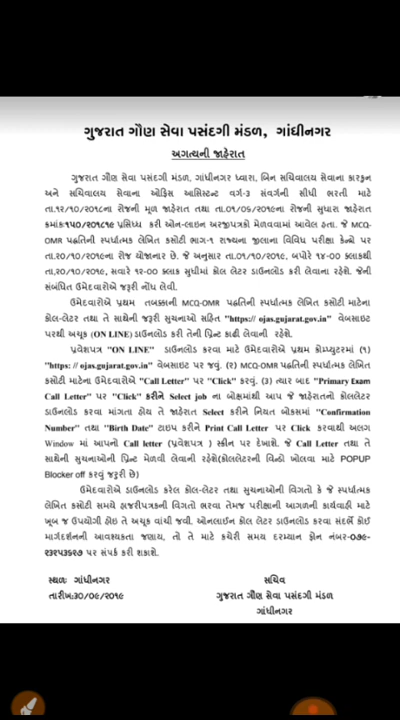 ગુજરાત ગૌણ સેવા પસંદગી મંડળ, ગાંધીનગર
અગત્યની જાહેરાત
ગુજરાત ગૌણ સેવા પસંદગી મંડળ, ગાંધીનગર ધ્વારા, બિન સચિવાલય સેવાના કારકુન
અને સચિવાલય સેવાના ઓફિસ આસિસ્ટન્ટ વર્ગ-૩ સંવર્ગની સીધી ભરતી માટે
તા.૧૨/૧૦/૨૦૧૮ના રોજની મૂળ જાહેરાત તથા તા.૦૧/૦૬/૨૦૧૯ના રોજની સુધારા જાહેરાત
ક્રમાંક:૧૫૦/૨૦૧૮૧૯ પ્રસિધ્ધ કરી ઓન-લાઇન અરજીપત્રકો મેળવવામાં આવેલ હતા. જે MCQ-
OMR પધ્ધતિની સ્પર્ધાત્મક લેખિત કસોટી ભાગ-૧ રાજ્યના જીલાના વિવિધ પરીક્ષા કેન્દ્રો પર
તા.૨૦/૧૦/૨૦૧૯ના રોજ યોજાનાર છે. જે અનુસાર તા.૦૧/૧૦/૨૦૧૯, બપોરે ૧૪-૦૦ કલાકથી
તા.૨૦/૧૦/૨૦૧૯, સવારે ૧૨-૦૦ કલાક સુધીમાં કોલ લેટર ડાઉનલોડ કરી લેવાના રહેશે. જેની
સંબંધિત ઉમેદવારોએ જરૂરી નોંધ લેવી.
ઉમેદવારોએ પ્રથમ તબક્કાની MCQ-OMR પધ્ધતિની સ્પર્ધાત્મક લેખિત કસોટી માટેના
કોલ-લેટર તથા તે સાથેની જરૂરી સુચનાઓ સહિત "https:// ojas.gujarat.gov.in" વેબસાઇટ
પરથી અચુક (ON LINE) ડાઉનલોડ કરી તેની પ્રિન્ટ કાઢી લેવાની રહેશે.
પ્રવેશપત્ર "ON LINE" ડાઉનલોડ કરવા માટે ઉમેદવારોએ પ્રથમ કોમ્પ્યુટરમાં (૧)
"https: // ojas.gujarat.gov.in" વેબસાઇટ પર જવું. (૨) MCQ-OMR પધ્ધતિની સ્પર્ધાત્મક લેખિત
કસોટી માટેના ઉમેદવારોએ "Call Letter" પર "Click" કરવું. (૩) ત્યાર બાદ "Primary Exam
Call Letter" પર "Click" કરીને Select job ના બોક્ષમાંથી આપ જે જાહેરાતનો કોલલેટર
ડાઉનલોડ કરવા માંગતા હોય તે જાહેરાત Select કરીને નિયત બોકસમાં "Confirmation
Number" તથા "Birth Date" ટાઇપ કરીને Print Call Letter પર Click કરવાથી અલગ
Window માં આપનો Call letter (પ્રવેશપત્ર ) સ્ક્રીન પર દેખાશે. જે Call Letter તથા તે
સાથેની સુચનાઓની પ્રિન્ટ મેળવી લેવાની રહેશે(કોલલેટરની વિન્ડો ખોલવા માટે POPUP
Blocker off કરવું જરૂરી છે)
ઉમેદવારોએ ડાઉનલોડ કરેલ કોલ-લેટર તથા સુચનાઓની વિગતો કે જે સ્પર્ધાત્મક
લેખિત કસોટી સમયે હાજરીપત્રકની વિગતો ભરવા તેમજ પરીક્ષાની આગળની કાર્યવાહી માટે
ખૂબ જ ઉપયોગી હોઇ તે અચૂક વાંચી જવી. ઓનલાઇન કોલ લેટર ડાઉનલોડ કરવા સંદર્ભે કોઈ
માર્ગદર્શનની આવશ્યકતા જણાય, તો તે માટે કચેરી સમય દરમ્યાન ફોન નંબર-૦૭૯-
૨૩૨૫૩૬૨૭ પર સંપર્ક કરી શકાશે.
સ્થળ: ગાંધીનગર
તારીખ:૩૦/૦૯/૨૦૧૯
સચિવ
ગુજરાત ગૌણ સેવા પસંદગી મંડળ
ગાંધીનગર